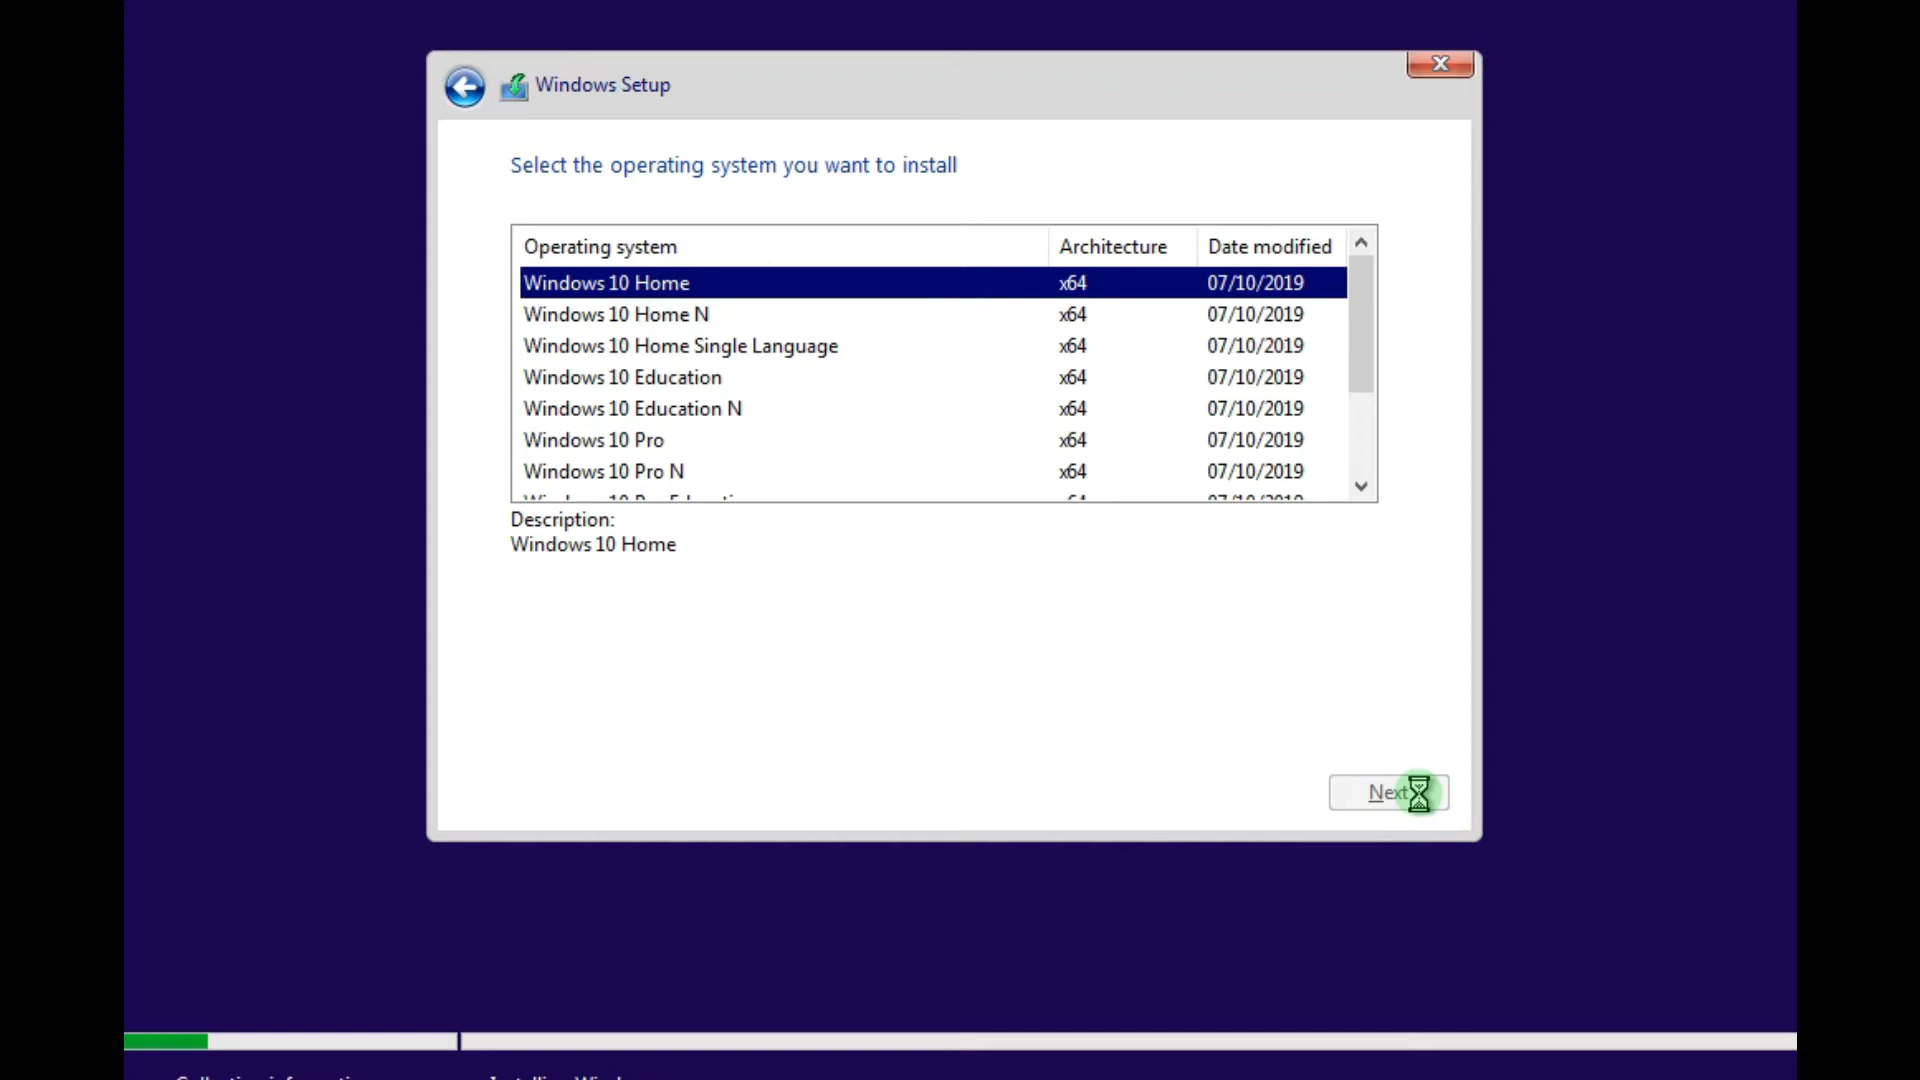 Windows Setup
Select the operating system you want to install
Operating system Architecture Date modified
Windows 10 Home x64 07/10/2019
Windows 10 Home N x64 07/10/2019
Windows 10 Home Single Language x64 07/10/2019
Windows 10 Education x64 07/10/2019
Windows 10 Education N x64 07/10/2019
Windows 10 Pro x64 07/10/2019
Windows 10 Pro N x64 07/10/2019
Description:
Windows 10 Home
Next